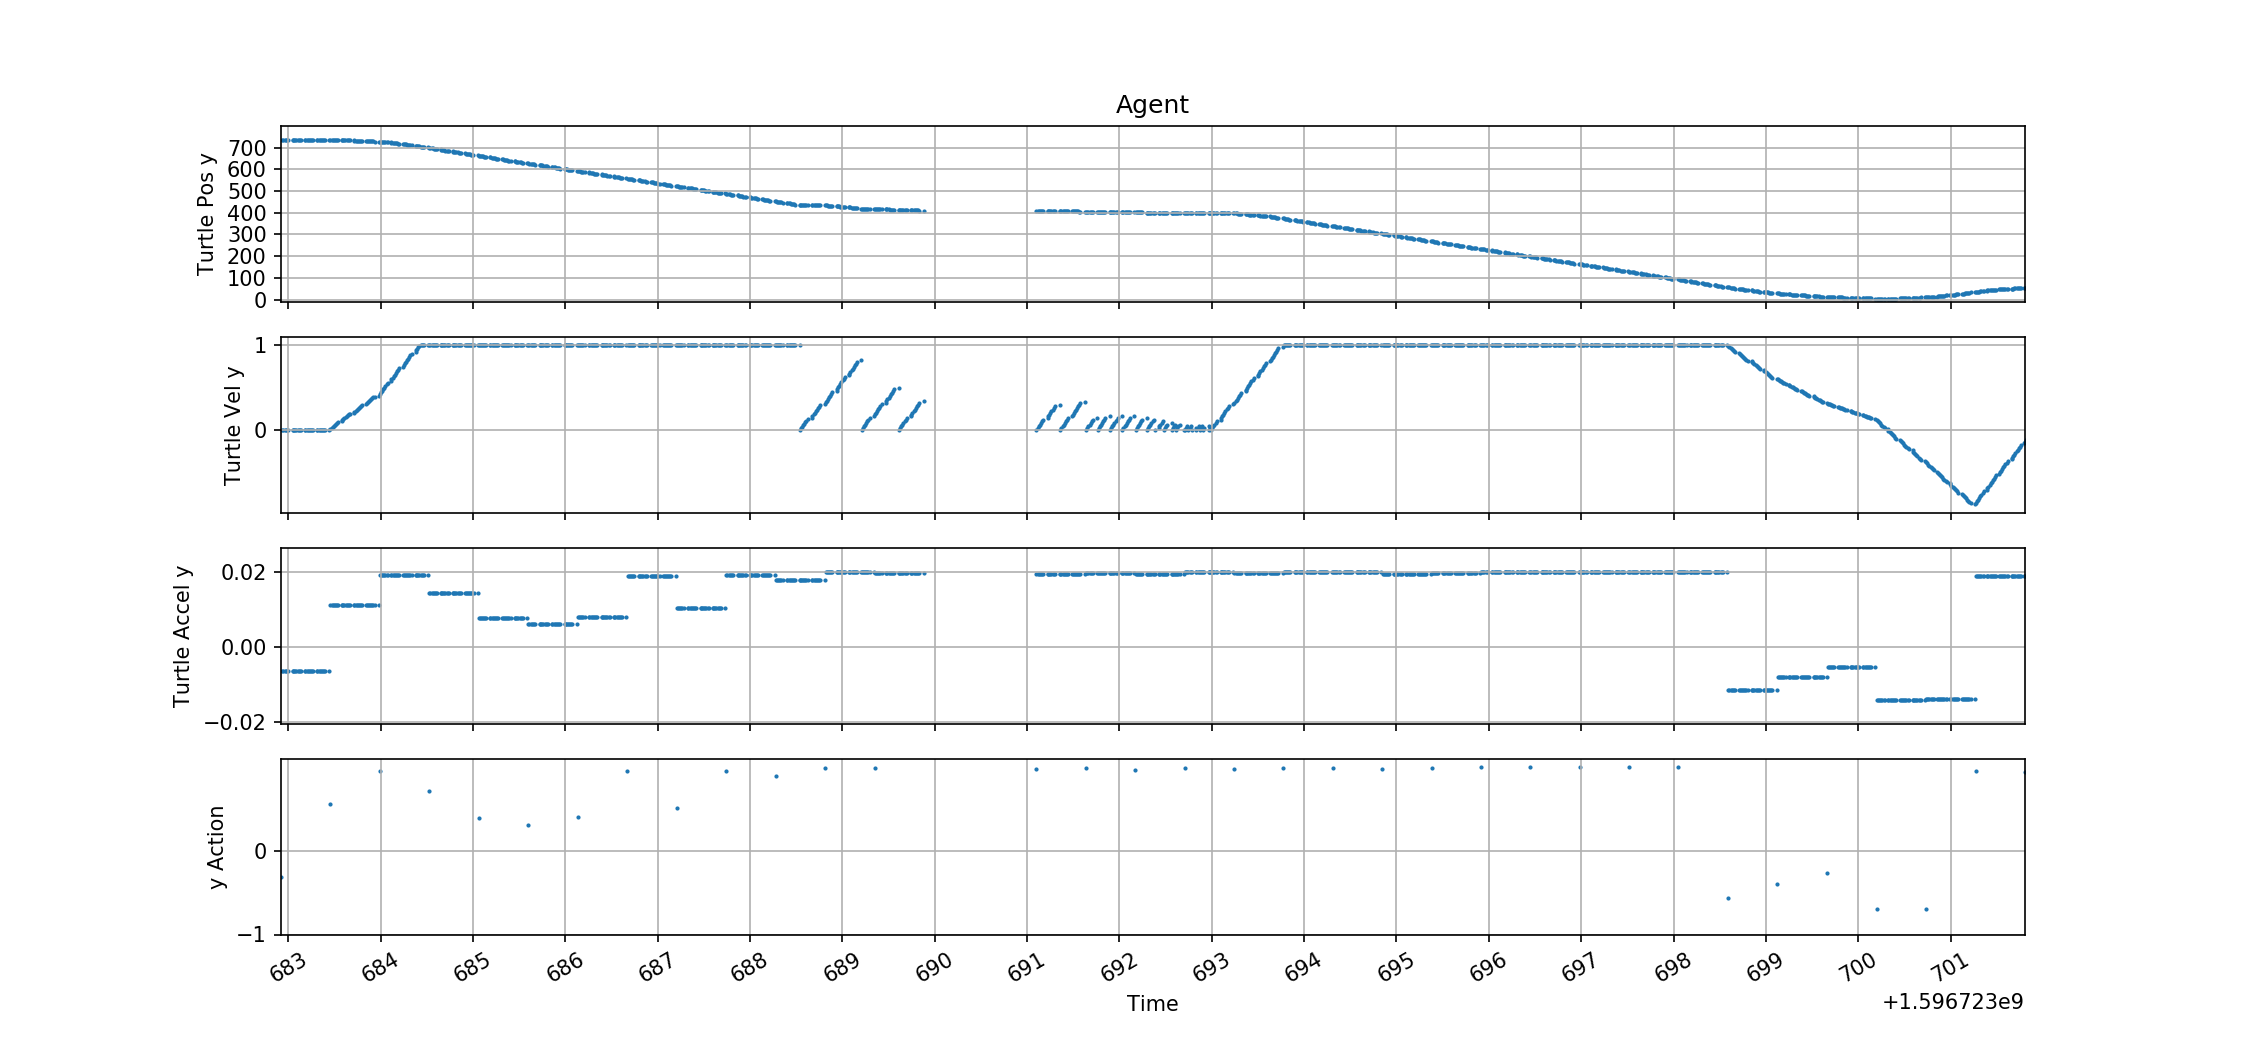 Agent
Turtle Pos y
700
600
500
400
300
200
100
0
Turtle Vel y
1
0
Turtle Accel y
0.02
0.00
−0.02
y Action
0
−1
683 684 685 686 687 688 689 690 691 692 693 694 695 696 697 698 699 700 701
Time
+1.596723e9